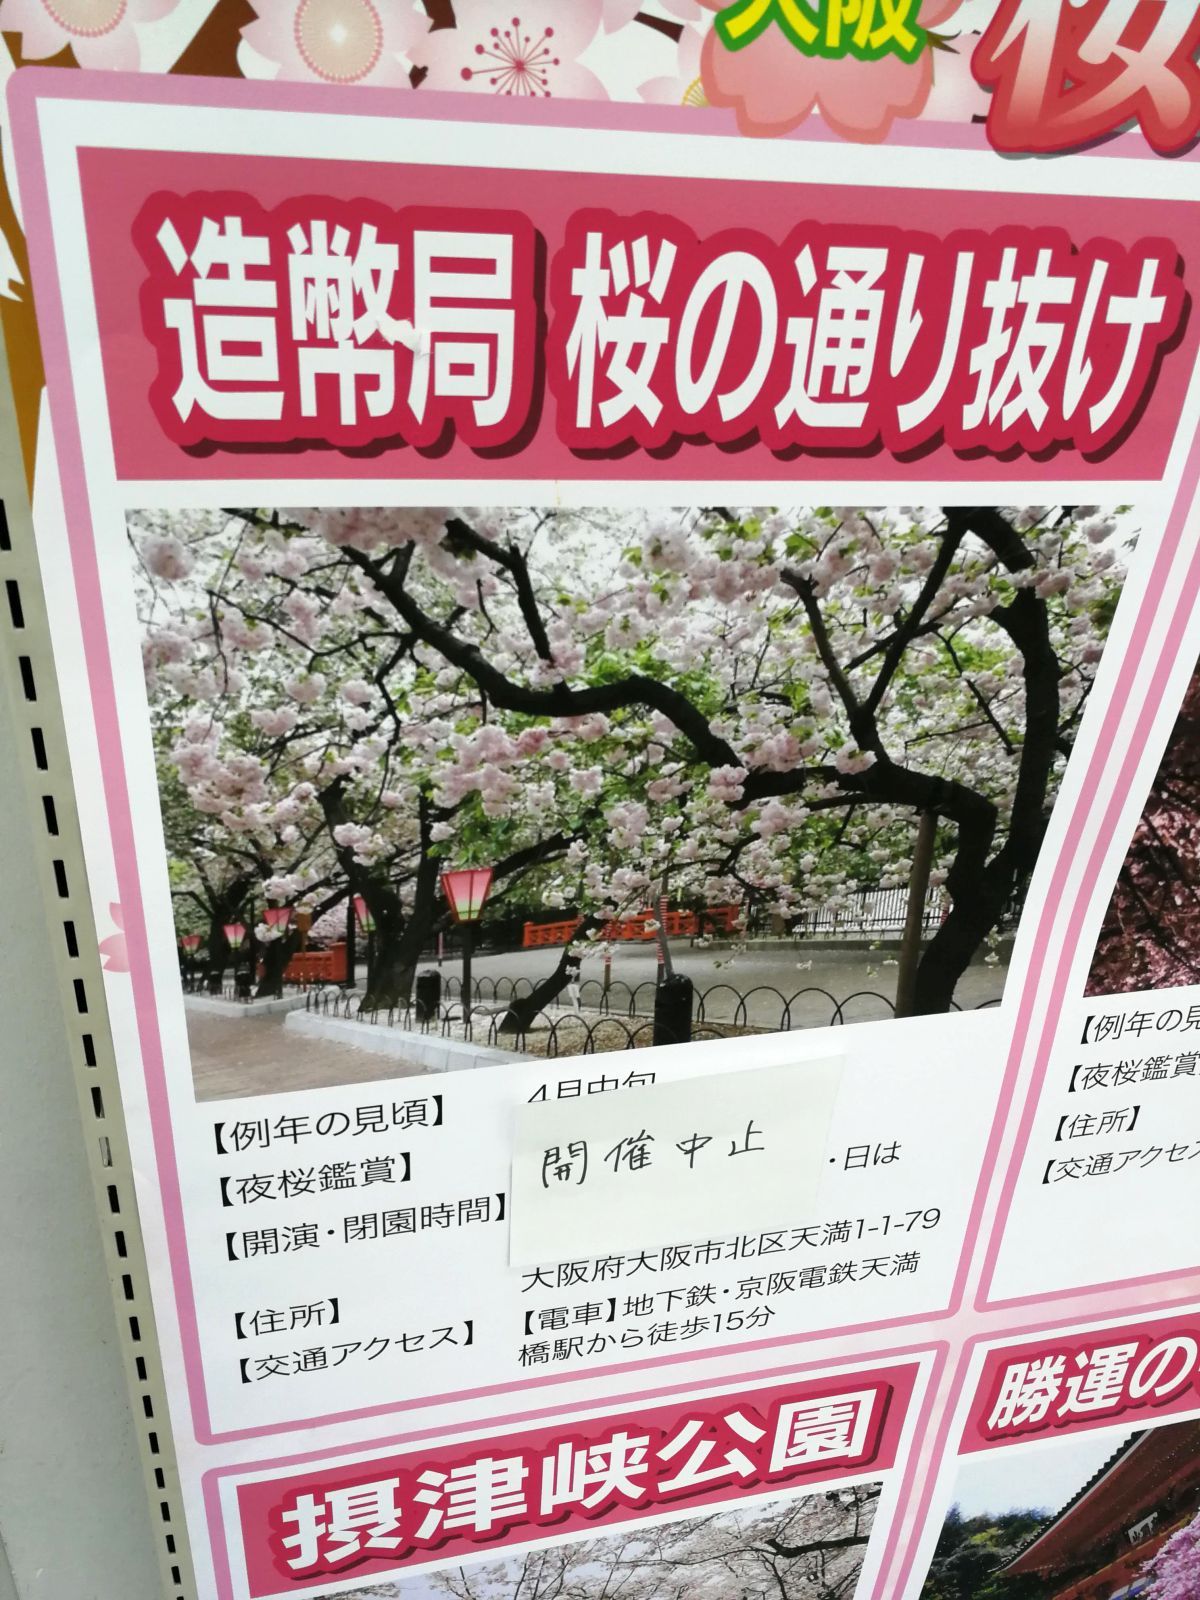 大阪
桜
造幣局 桜の通り抜け
【例年の見頃】 4月中旬
【夜桜鑑賞】
開催中止
・日は
【開演・閉園時間】
【住所】 大阪府大阪市北区天満1-1-79
【交通アクセス】 【電車】地下鉄・京阪電鉄天満
橋駅から徒歩15分
【例年の見
【夜桜鑑賞
【住所】
【交通アクセス
摂津峡公園
勝運の